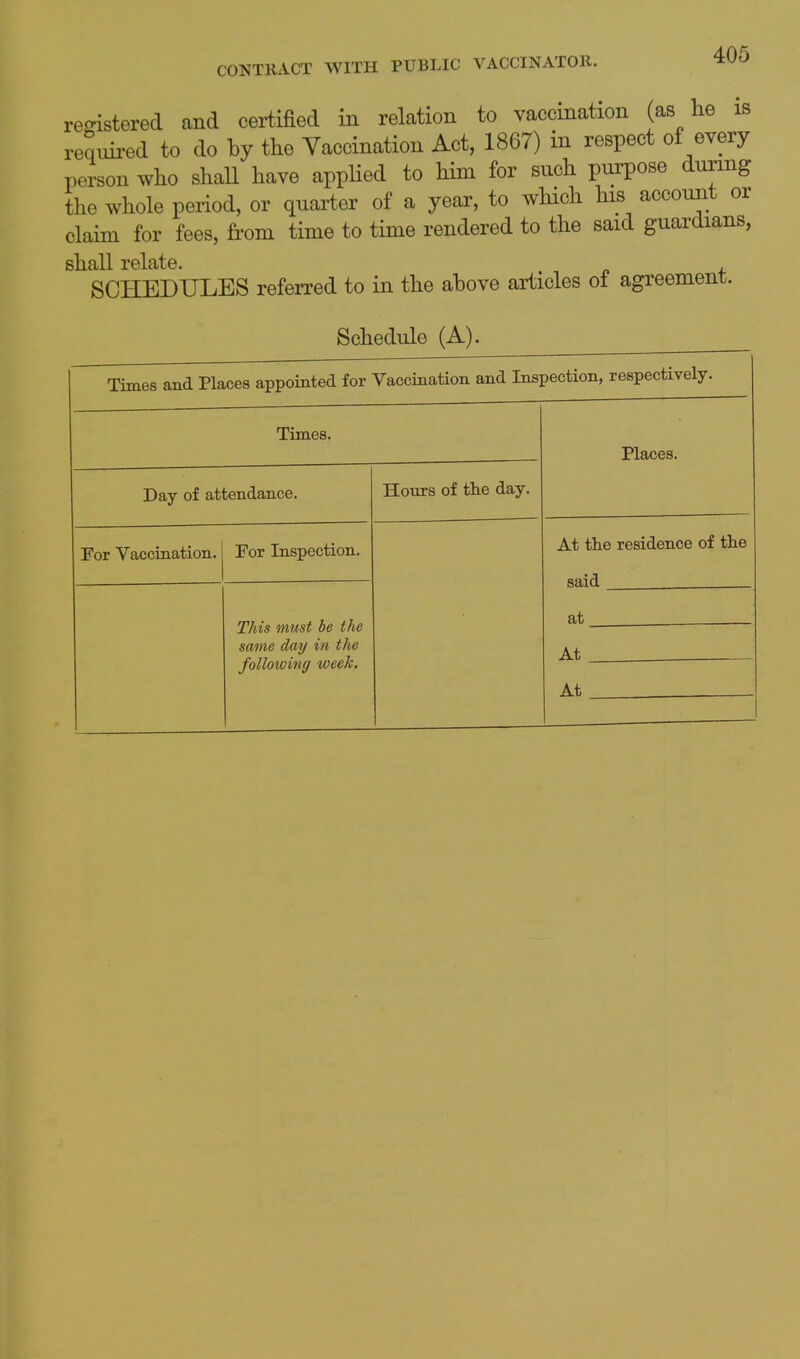 CONTRACT WITH PUBLIC VACCINATOR.
405
registered and certified in relation to vaccination (as he is
required to do by the Vaccination Act, 1867) in respect of every
person who shall have applied to him for such purpose during
the whole period, or quarter of a year, to which his account or
claim for fees, from time to time rendered to the said guardians,
shall relate.
SCHEDULES referred to in the above articles of agreement.
Schedule (A).
Times and Places appointed for Vaccination and Inspection, respectively.
Times.
Places.
Day of attendance.
Hours of the day.
For Vaccination.
For Inspection.
At the residence of the
said
This must be the
same day in the
following week.
at
At
At